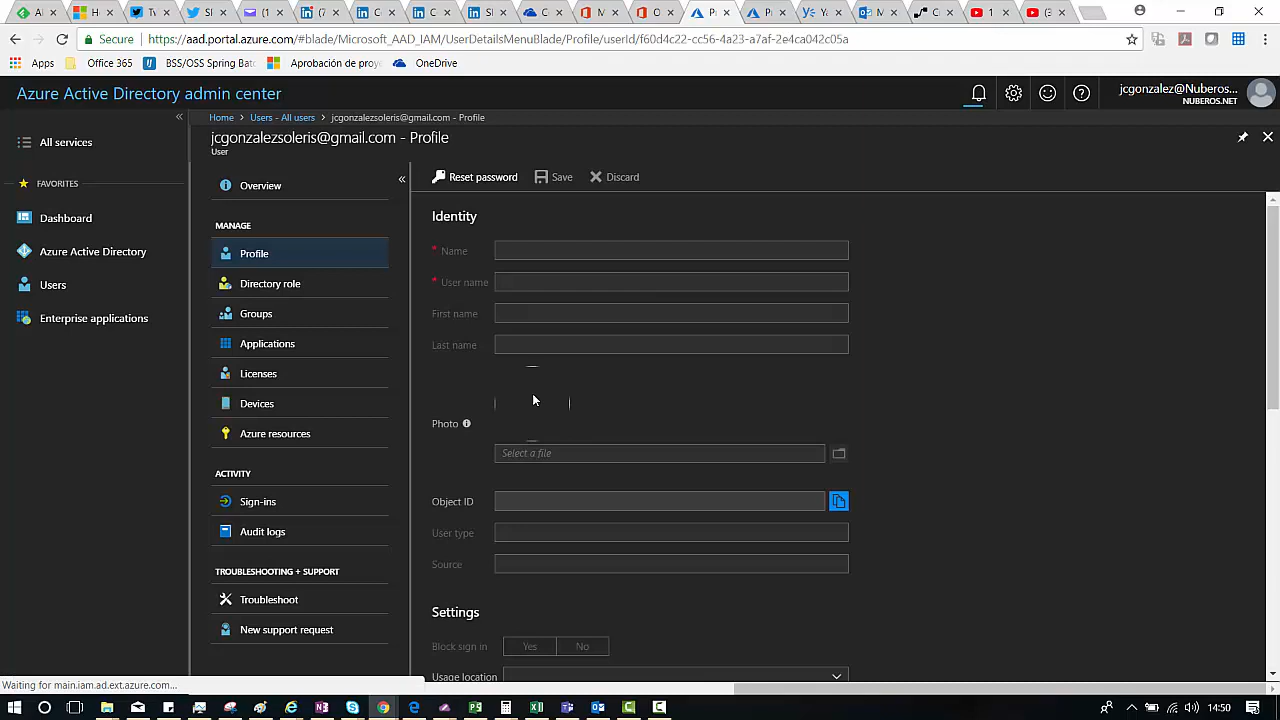 Secure https://aad.portal.azure.com/#blade/Microsoft_AAD_IAM/UserDetailsMenuBlade/Profile/userId/f60d4c22-cc56-4a23-a7af-2e4ca042c05a
Apps Office 365 BSS/OSS Spring Bat Aprobación de proy OneDrive
Azure Active Directory admin center
jcgonzalez@Nuberos...
NUBEROS.NET
Home > Users - All users > jcgonzalezsoleris@gmail.com - Profile
jcgonzalezsoleris@gmail.com - Profile
User
All services
FAVORITES
Dashboard
Azure Active Directory
Users
Enterprise applications
Overview
MANAGE
Profile
Directory role
Groups
Applications
Licenses
Devices
Azure resources
ACTIVITY
Sign-ins
Audit logs
TROUBLESHOOTING + SUPPORT
Troubleshoot
New support request
Reset password Save Discard
Identity
* Name
* User name
First name
Last name
Photo
Select a file
Object ID
User type
Source
Settings
Block sign in Yes No
Usage location
Waiting for main.iam.ad.ext.azure.com...
14:50